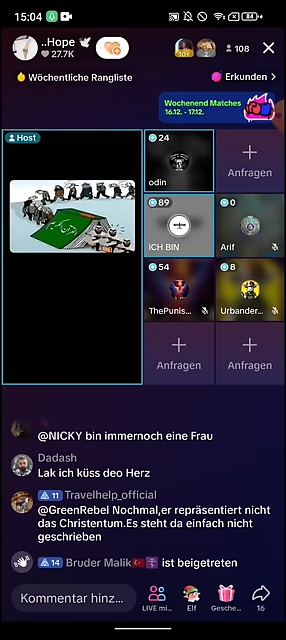 15:04
84
..Hope 🕊
27.7K
10+
2
108
Wöchentliche Rangliste
Erkunden >
Wochenend Matches
16.12. - 17.12.
Host
24
odin
Anfragen
89
ICH BIN
0
Arif
54
ThePunis...
8
Urbander...
Anfragen
Anfragen
@NICKY bin immernoch eine Frau
Dadash
Lak ich küss deo Herz
11 Travelhelp_official
@GreenRebel Nochmal,er repräsentiert nicht
das Christentum.Es steht da einfach nicht
geschrieben
14 Bruder Malik🇹🇷 ist beigetreten
Kommentar hinz...
LIVE mi...
Elf
Gesche...
16